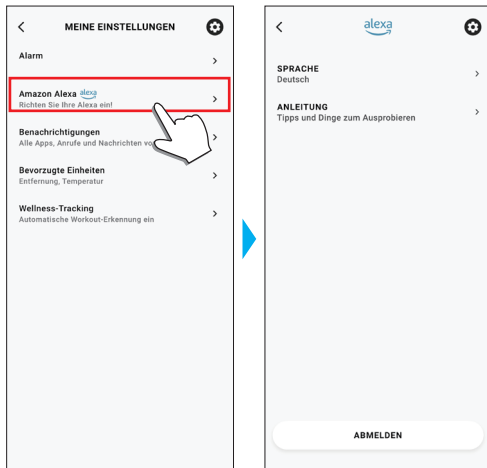 MEINE EINSTELLUNGEN
Alarm
Amazon Alexa alexa
Richten Sie Ihre Alexa ein!
Benachrichtigungen
Alle Apps, Anrufe und Nachrichten
Bevorzugte Einheiten
Entfernung, Temperatur
Wellness-Tracking
Automatische Workout-Erkennung ein
alexa
SPRACHE
Deutsch
ANLEITUNG
Tipps und Dinge zum Ausprobieren
ABMELDEN